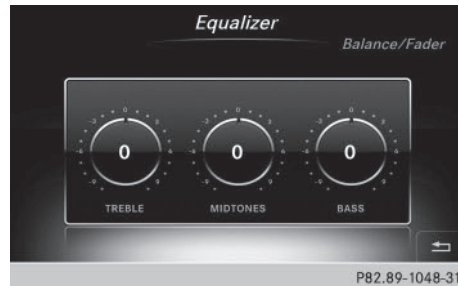 Equalizer
Balance/Fader
0 0 0
TREBLE MIDTONES BASS
P82.89-1048-31